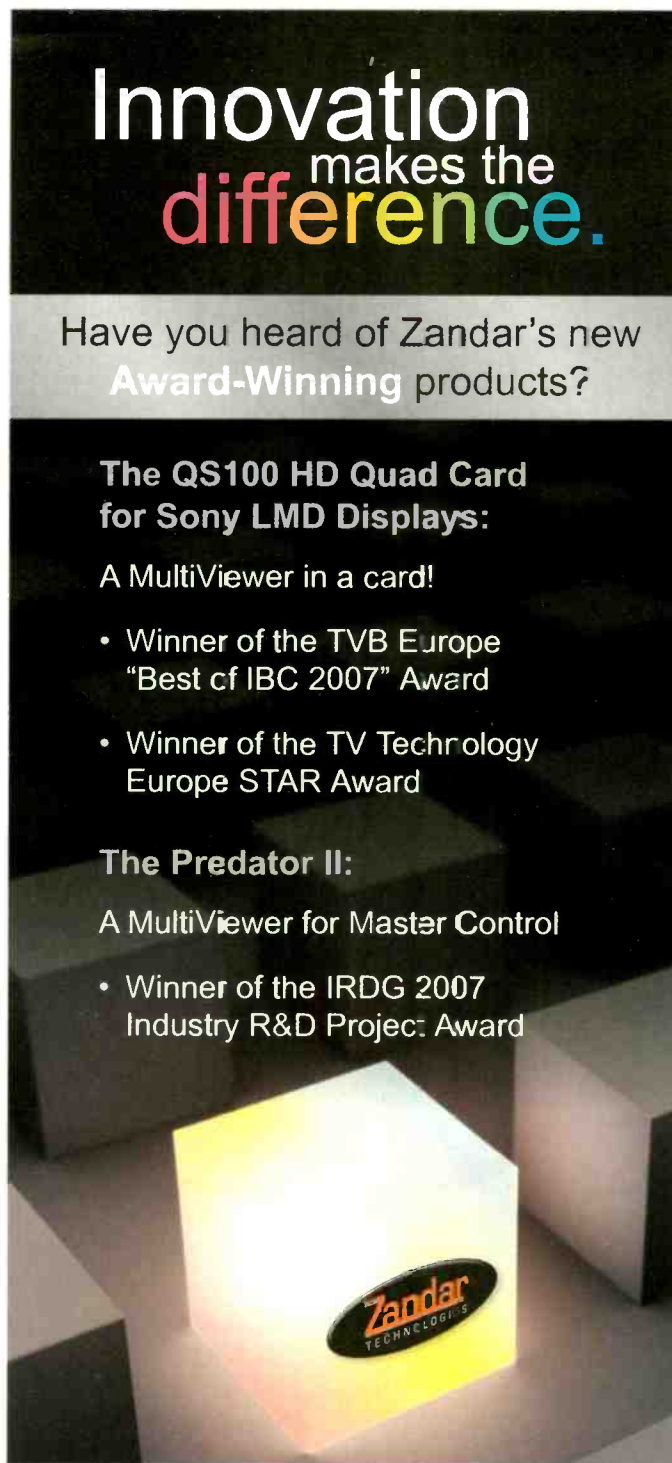 Innovation
makes the
difference.
Have you heard of Zandar's new
Award-Winning products?
The QS100 HD Quad Card
for Sony LMD Displays:
A MultiViewer in a card!
• Winner of the TVB Europe
"Best of IBC 2007" Award
• Winner of the TV Technology
Europe STAR Award
The Predator II:
A MultiViewer for Master Control
• Winner of the IRDG 2007
Industry R&D Project Award
Zandar
TECHNOLOGIES